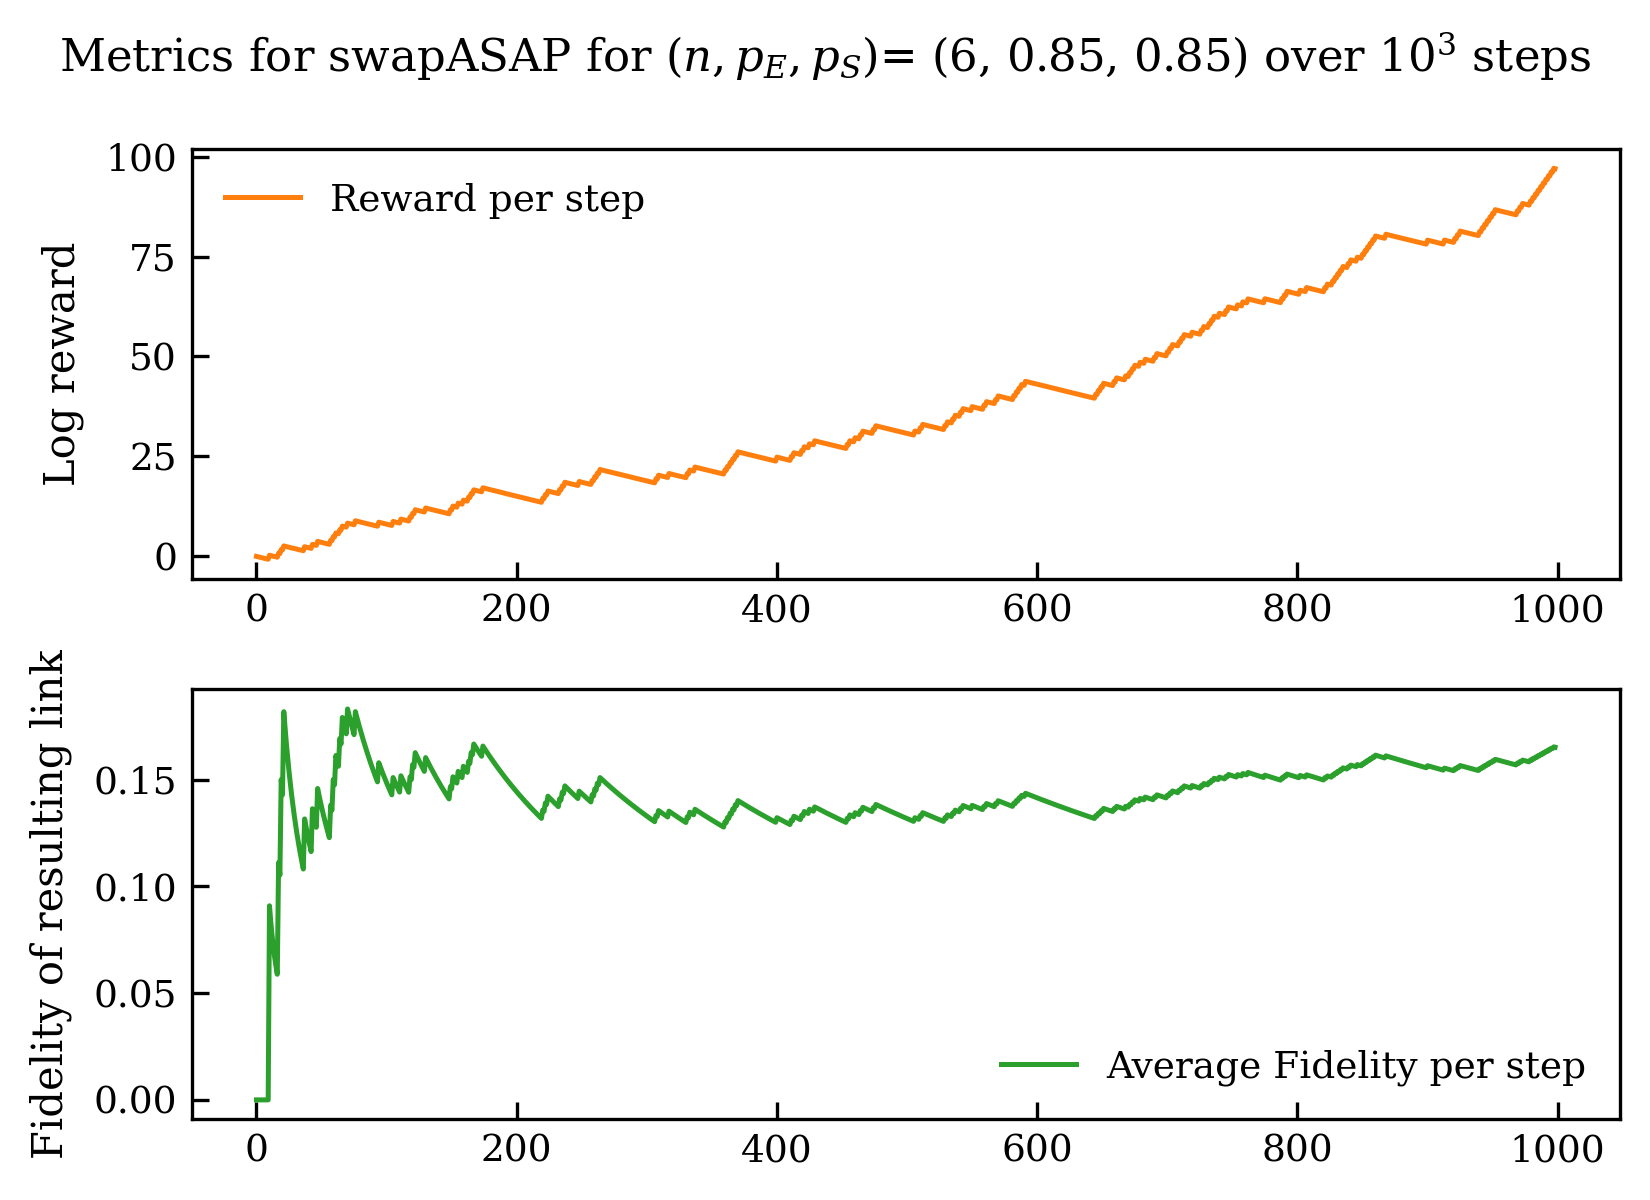 Metrics for swapASAP for (n, p_E, p_S)= (6, 0.85, 0.85) over 10^3 steps
100
75
50
25
0
Log reward
Reward per step
0 200 400 600 800 1000
0.15
0.10
0.05
0.00
Fidelity of resulting link
Average Fidelity per step
0 200 400 600 800 1000